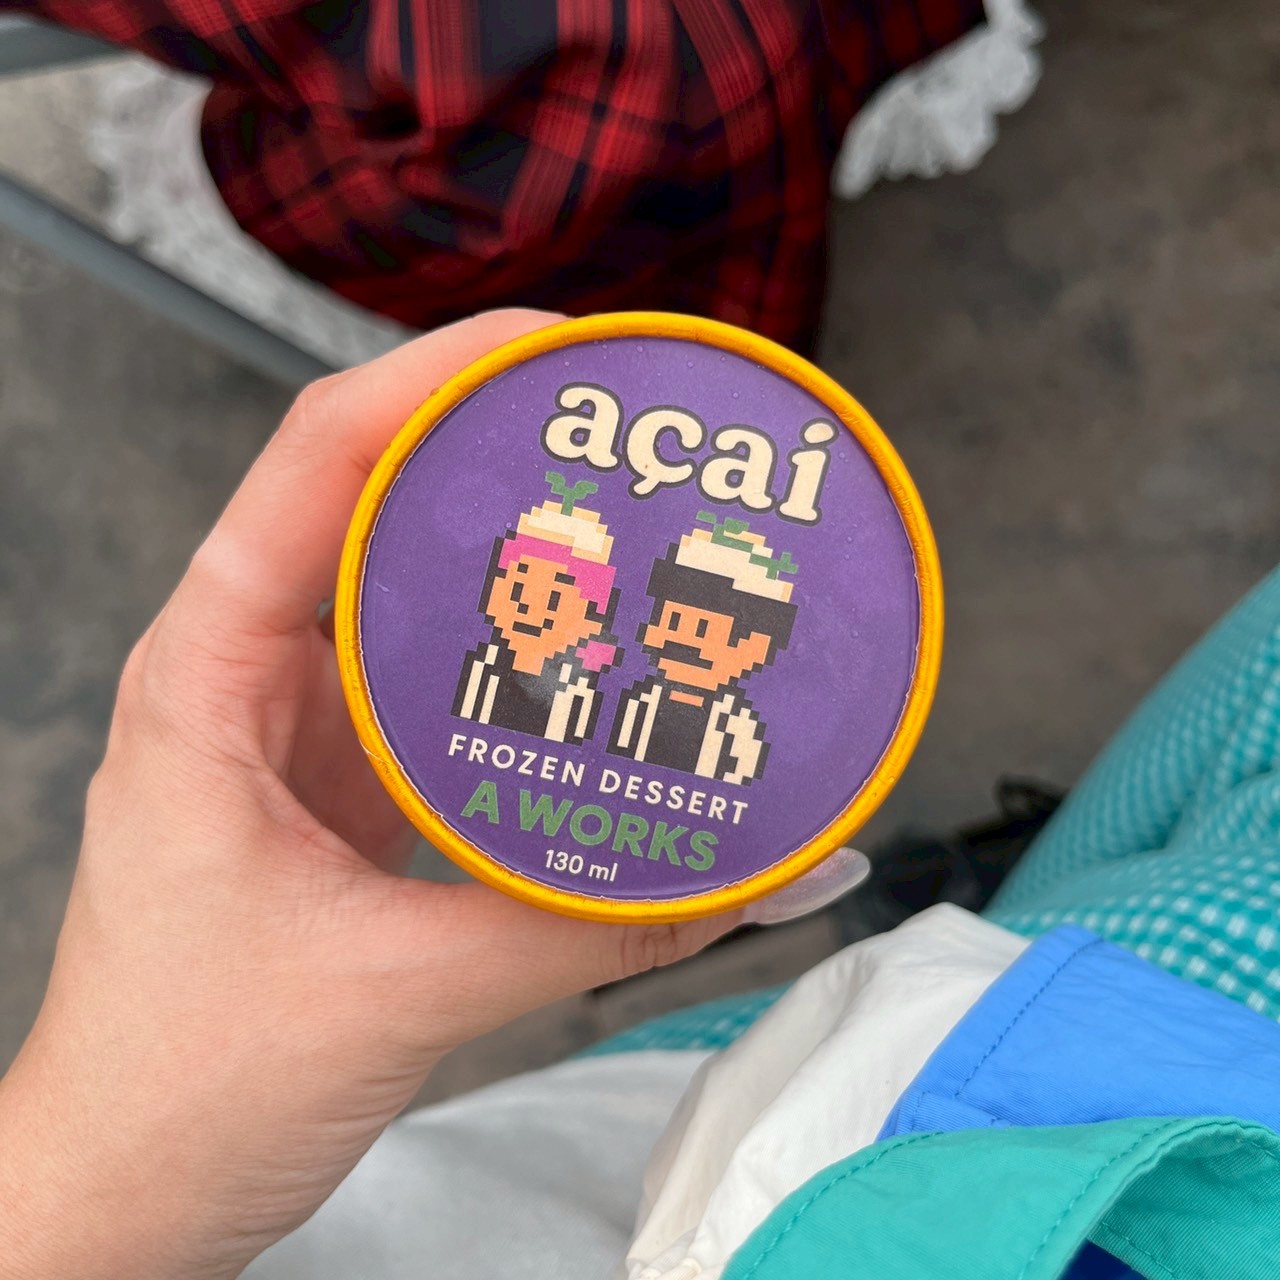 açaí
FROZEN DESSERT
A WORKS
130 ml